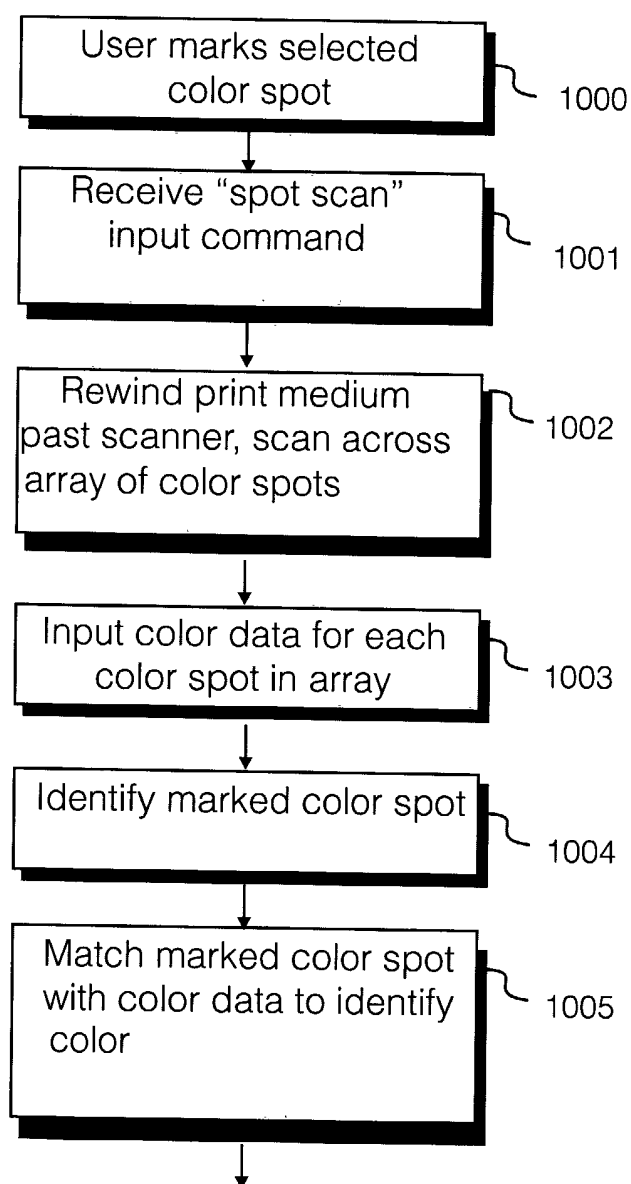 User marks selected
color spot
1000
Receive “spot scan”
input command
1001
Rewind print medium
past scanner, scan across
array of color spots
1002
Input color data for each
color spot in array
1003
Identify marked color spot
1004
Match marked color spot
with color data to identify
color
1005